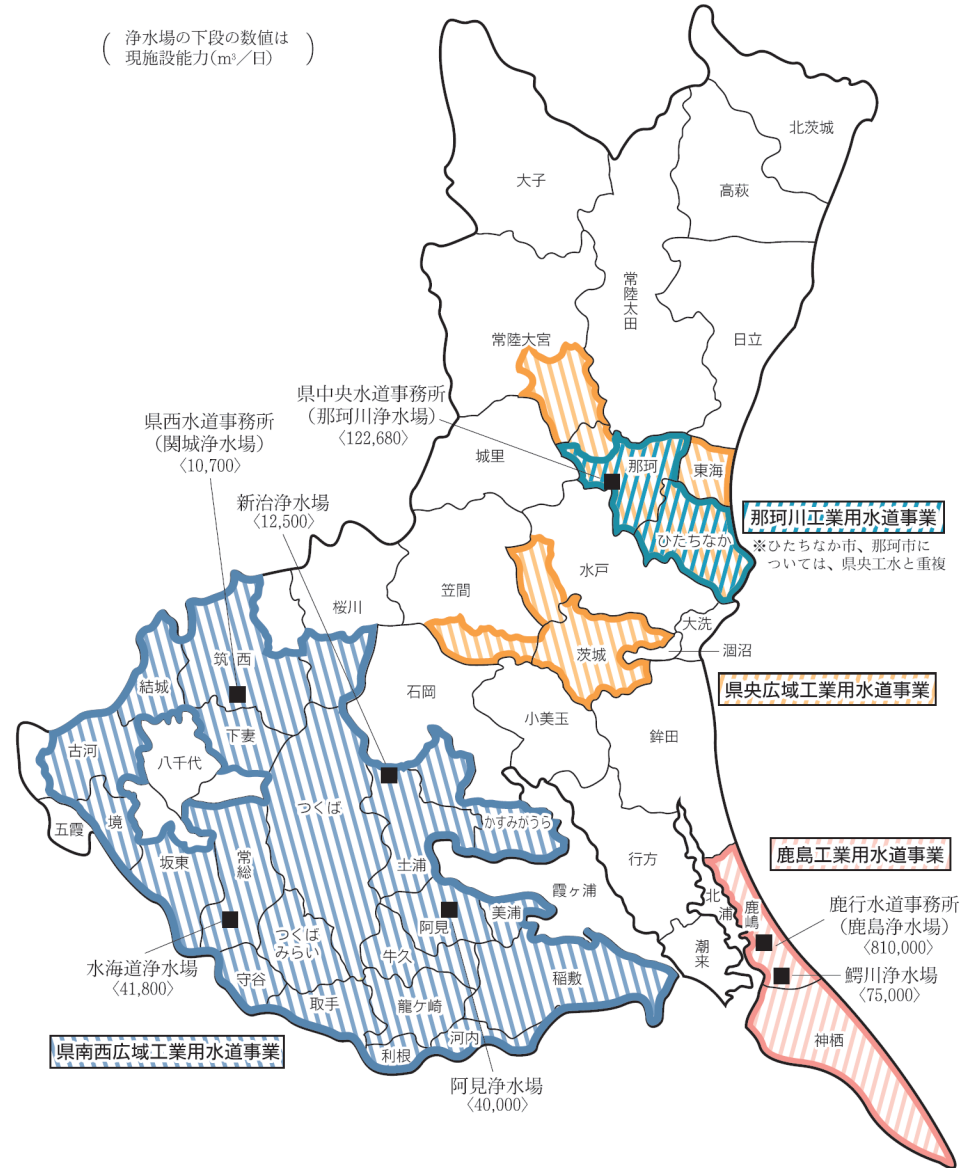 浄水場の下段の数値は
現施設能力(m³／日)
北茨城
大子
高萩
常陸太田
日立
常陸大宮
県中央水道事務所
（那珂川浄水場）
〈122,680〉
県西水道事務所
（関城浄水場）
〈10,700〉
城里
那珂
東海
新治浄水場
〈12,500〉
那珂川工業用水道事業
※ひたちなか市、那珂市に
ついては、県央工水と重複
ひたちなか
水戸
笠間
桜川
大洗
涸沼
茨城
筑西
結城
石岡
県央広域工業用水道事業
小美玉
鉾田
下妻
古河
八千代
つくば
かすみがうら
五霞
境
坂東
常総
土浦
行方
鹿島工業用水道事業
霞ヶ浦
北浦
鹿嶋
鹿行水道事務所
（鹿島浄水場）
〈810,000〉
美浦
阿見
潮来
つくば
みらい
牛久
水海道浄水場
〈41,800〉
鰐川浄水場
〈75,000〉
守谷
取手
龍ケ崎
稲敷
神栖
河内
利根
県南西広域工業用水道事業
阿見浄水場
〈40,000〉